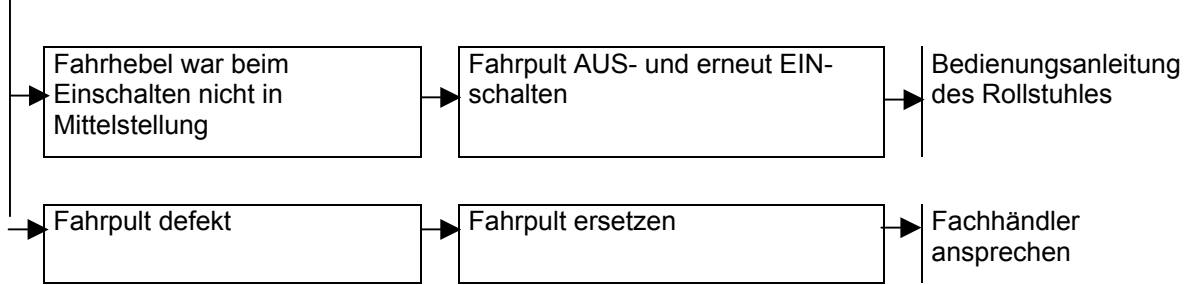 Fahrhebel war beim
Einschalten nicht in
Mittelstellung
Fahrpult AUS- und erneut EIN-
schalten
Bedienungsanleitung
des Rollstuhles
Fahrpult defekt
Fahrpult ersetzen
Fachhändler
ansprechen